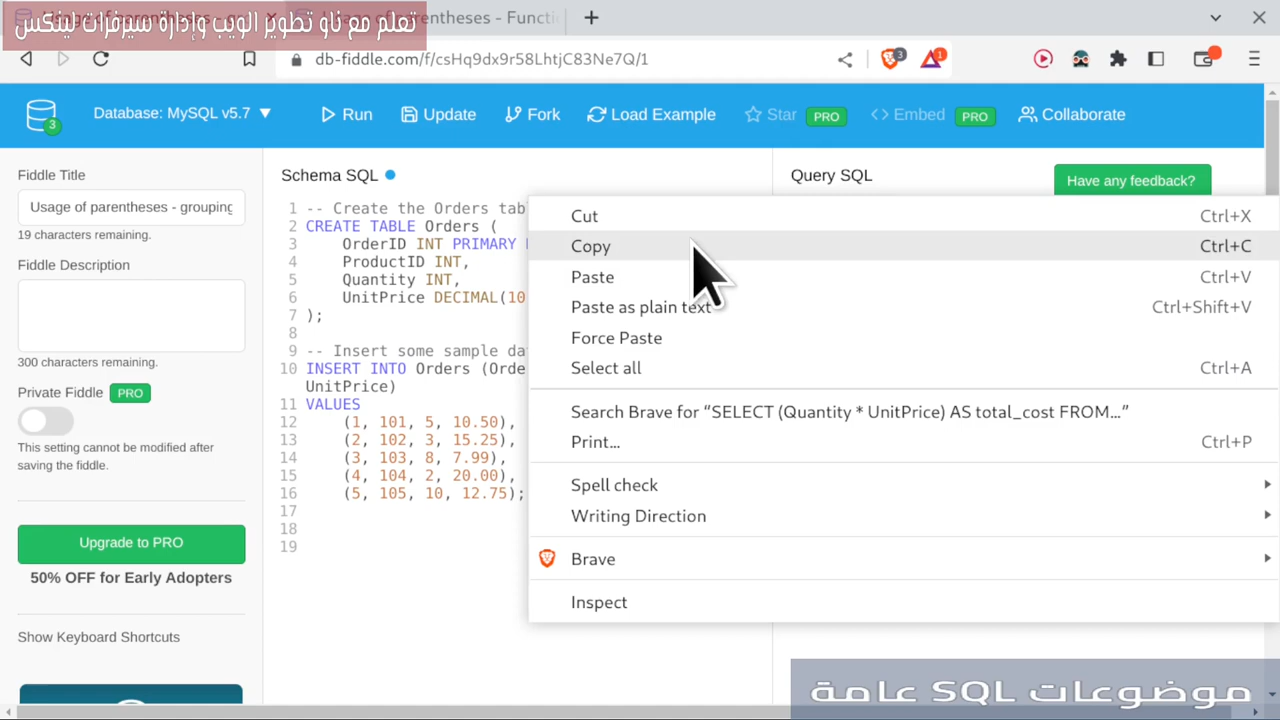 تعلم مع ناو تطوير الويب وإدارة سيرفرات لينكس
parentheses - Functi
db-fiddle.com/f/csHq9dx9r58LhtjC83Ne7Q/1
3
1
3
Database: MySQL v5.7
Run
Update
Fork
Load Example
Star PRO
Embed PRO
Collaborate
Fiddle Title
Usage of parentheses - grouping
19 characters remaining.
Fiddle Description
300 characters remaining.
Private Fiddle PRO
This setting cannot be modified after
saving the fiddle.
Upgrade to PRO
50% OFF for Early Adopters
Show Keyboard Shortcuts
Schema SQL
1 -- Create the Orders tab
2 CREATE TABLE Orders (
3 OrderID INT PRIMARY
4 ProductID INT,
5 Quantity INT,
6 UnitPrice DECIMAL(10
7 );
8
9 -- Insert some sample da
10 INSERT INTO Orders (Orde
UnitPrice)
11 VALUES
12 (1, 101, 5, 10.50),
13 (2, 102, 3, 15.25),
14 (3, 103, 8, 7.99),
15 (4, 104, 2, 20.00),
16 (5, 105, 10, 12.75);
17
18
19
Query SQL
Have any feedback?
Cut Ctrl+X
Copy Ctrl+C
Paste Ctrl+V
Paste as plain text Ctrl+Shift+V
Force Paste
Select all Ctrl+A
Search Brave for “SELECT (Quantity * UnitPrice) AS total_cost FROM…”
Print... Ctrl+P
Spell check
Writing Direction
Brave
Inspect
موضوعات SQL عامة